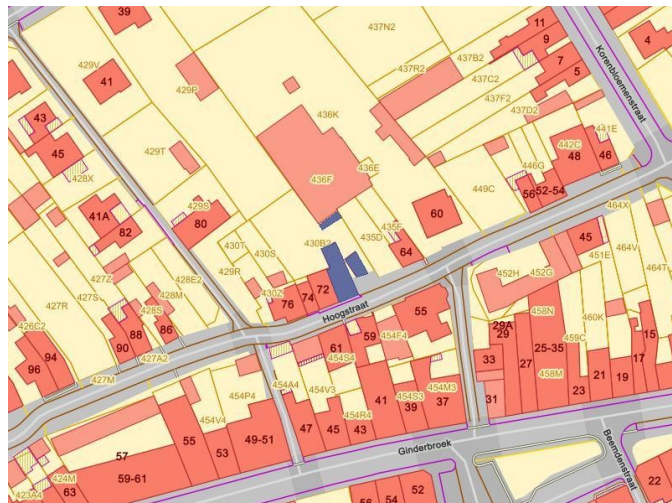 39
437N2
11
9
Korenbloemenstraat
4
429V
437B2
437R2
7
41
429P
437C2
5
437F2
43
436K
437D2
441E
45
429T
442C
48
46
428X
446G
436E
436F
449C
56
52-54
41A
429S
60
464X
82
80
435F
430T
430S
430B2
435D
45
64
451E
464V
427Z
428E2
429R
452H
452G
464T
427S
428M
430Z
72
427R
76
74
458N
426C2
428S
88
86
Hoogstraat
55
29A
460K
15
59
454F4
29
25-35
459C
94
90
61
33
17
96
427A2
454S4
27
458M
21
19
427M
454A4
454V3
41
454S3
454M3
37
23
454P4
39
31
454V4
454R4
47
45
43
55
49-51
57
53
Ginderbroek
Beemdenstraat
424M
59-61
22
423A4
63
52
56
54